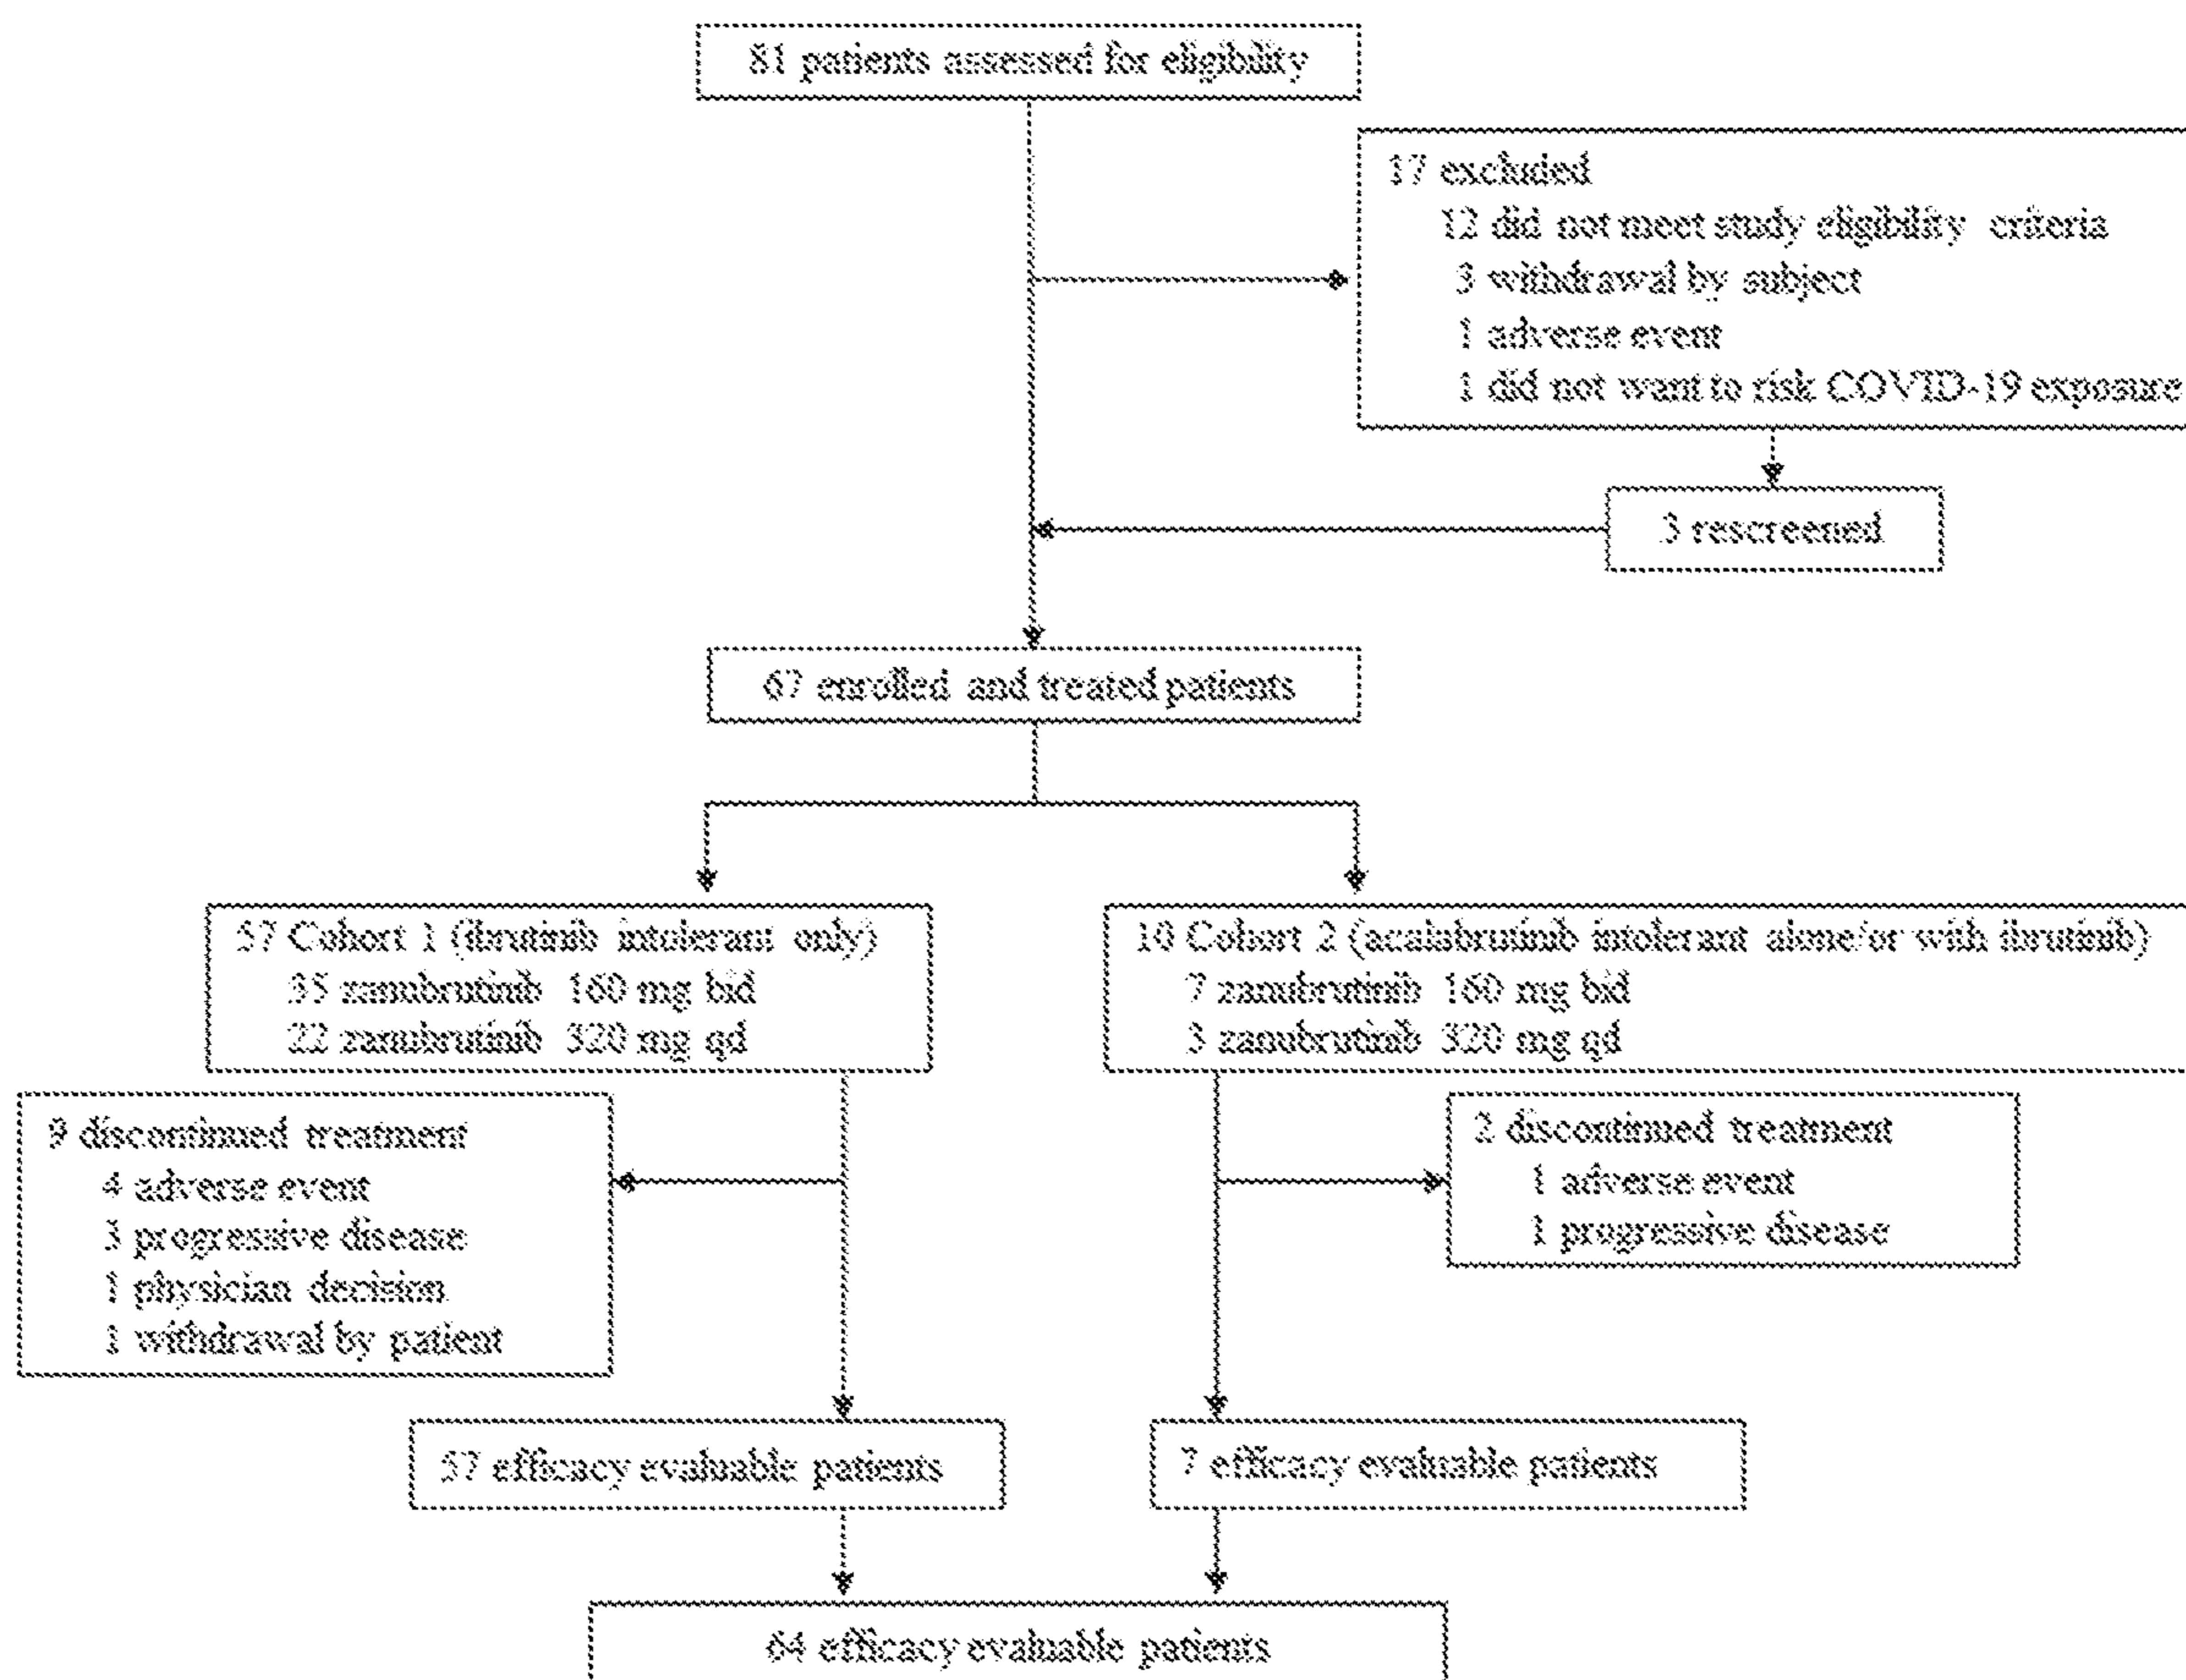 81 patients assessed for eligibility
17 excluded
12 did not meet study eligibility criteria
3 withdrawal by subject
1 adverse event
1 did not want to risk COVID-19 exposure
3 rescreened
67 enrolled and treated patients
57 Cohort 1 (ibrutinib intolerant only)
35 zanubrutinib 160 mg bid
22 zanubrutinib 320 mg qd
10 Cohort 2 (acalabrutinib intolerant alone/or with ibrutinib)
7 zanubrutinib 160 mg bid
3 zanubrutinib 320 mg qd
9 discontinued treatment
4 adverse event
3 progressive disease
1 physician decision
1 withdrawal by patient
2 discontinued treatment
1 adverse event
1 progressive disease
57 efficacy evaluable patients
7 efficacy evaluable patients
64 efficacy evaluable patients